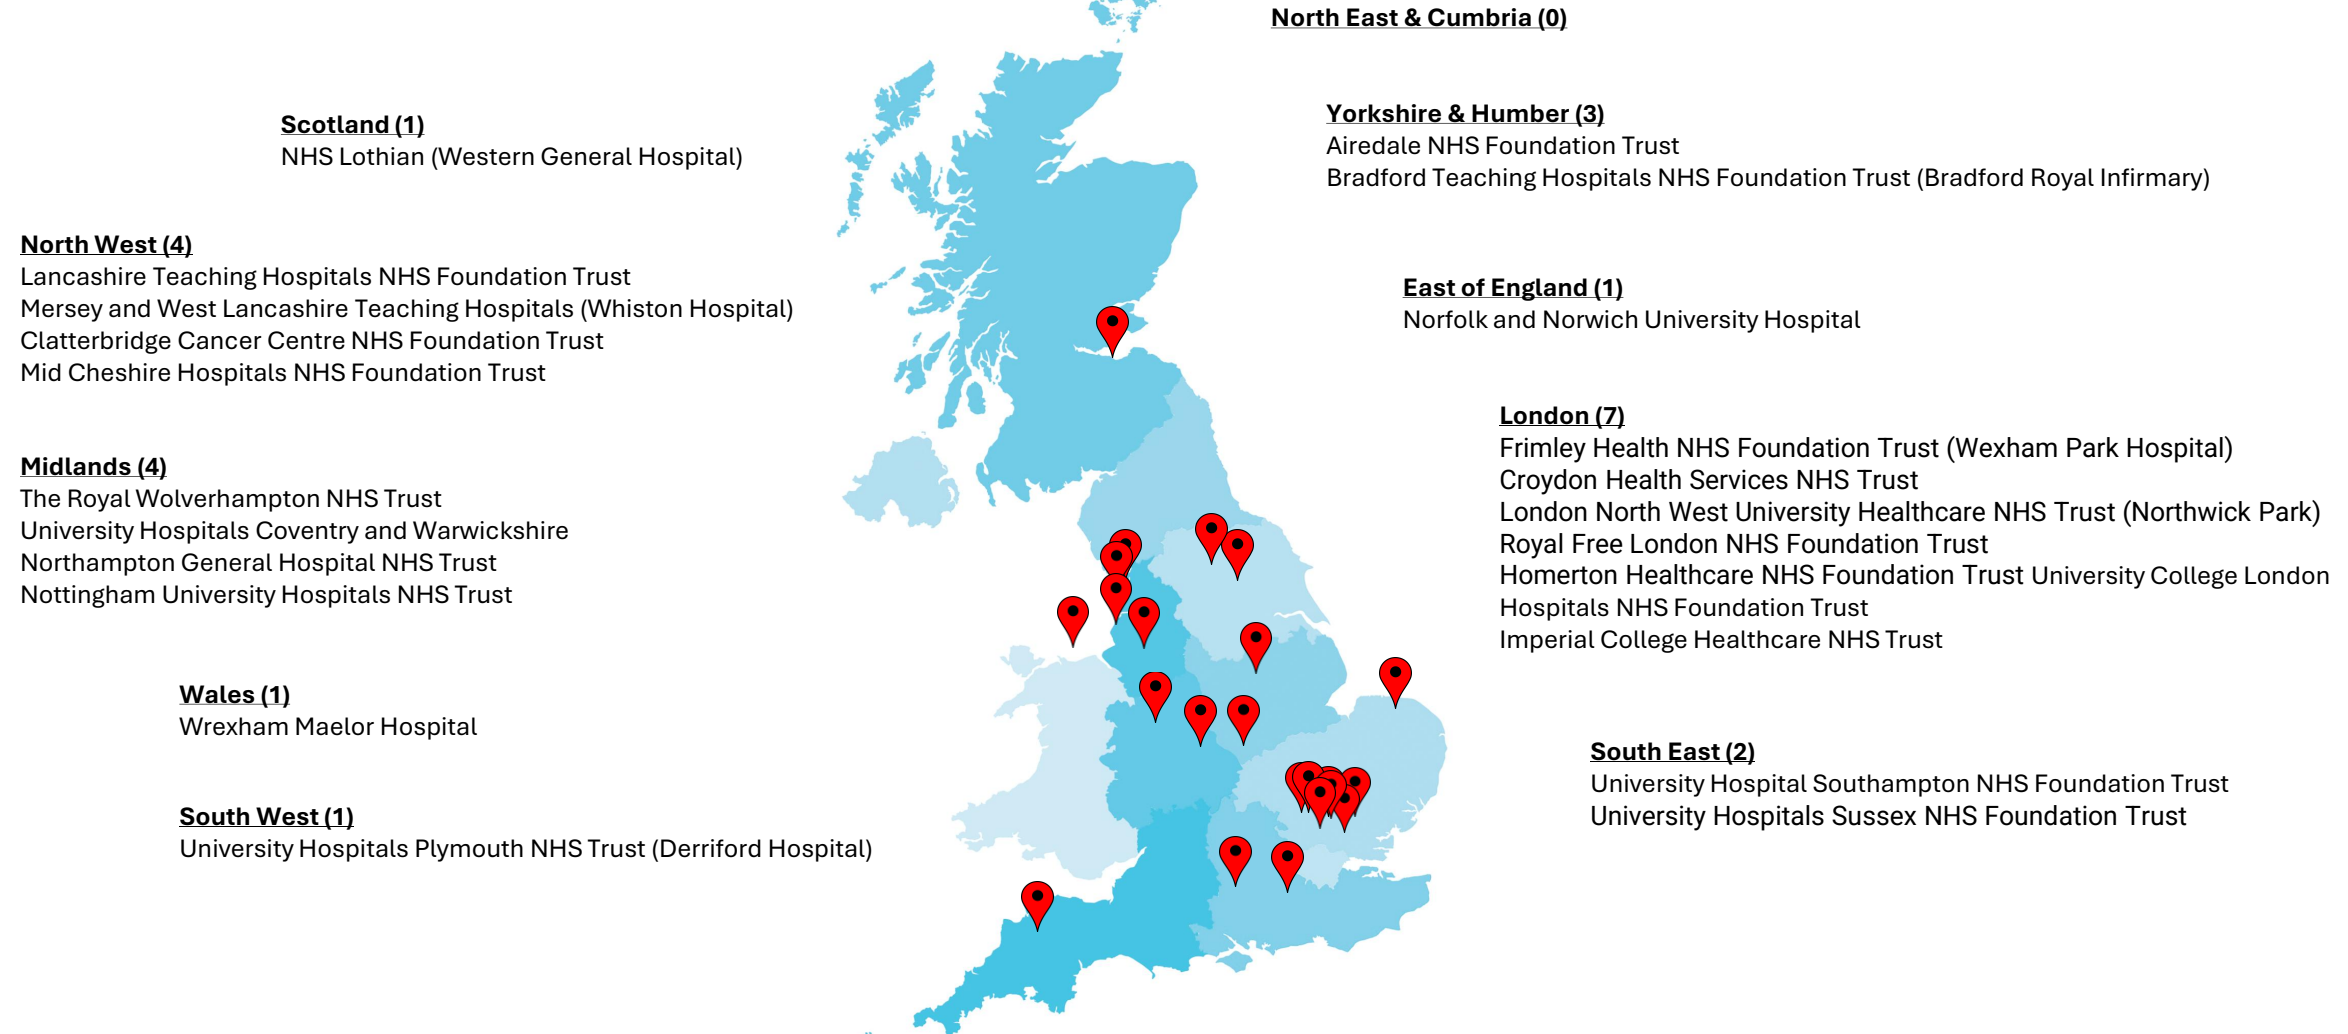 North East & Cumbria (0)
Scotland (1)
NHS Lothian (Western General Hospital)
Yorkshire & Humber (3)
Airedale NHS Foundation Trust
Bradford Teaching Hospitals NHS Foundation Trust (Bradford Royal Infirmary)
North West (4)
Lancashire Teaching Hospitals NHS Foundation Trust
Mersey and West Lancashire Teaching Hospitals (Whiston Hospital)
Clatterbridge Cancer Centre NHS Foundation Trust
Mid Cheshire Hospitals NHS Foundation Trust
East of England (1)
Norfolk and Norwich University Hospital
London (7)
Frimley Health NHS Foundation Trust (Wexham Park Hospital)
Croydon Health Services NHS Trust
London North West University Healthcare NHS Trust (Northwick Park)
Royal Free London NHS Foundation Trust
Homerton Healthcare NHS Foundation Trust University College London
Hospitals NHS Foundation Trust
Imperial College Healthcare NHS Trust
Midlands (4)
The Royal Wolverhampton NHS Trust
University Hospitals Coventry and Warwickshire
Northampton General Hospital NHS Trust
Nottingham University Hospitals NHS Trust
Wales (1)
Wrexham Maelor Hospital
South East (2)
University Hospital Southampton NHS Foundation Trust
University Hospitals Sussex NHS Foundation Trust
South West (1)
University Hospitals Plymouth NHS Trust (Derriford Hospital)